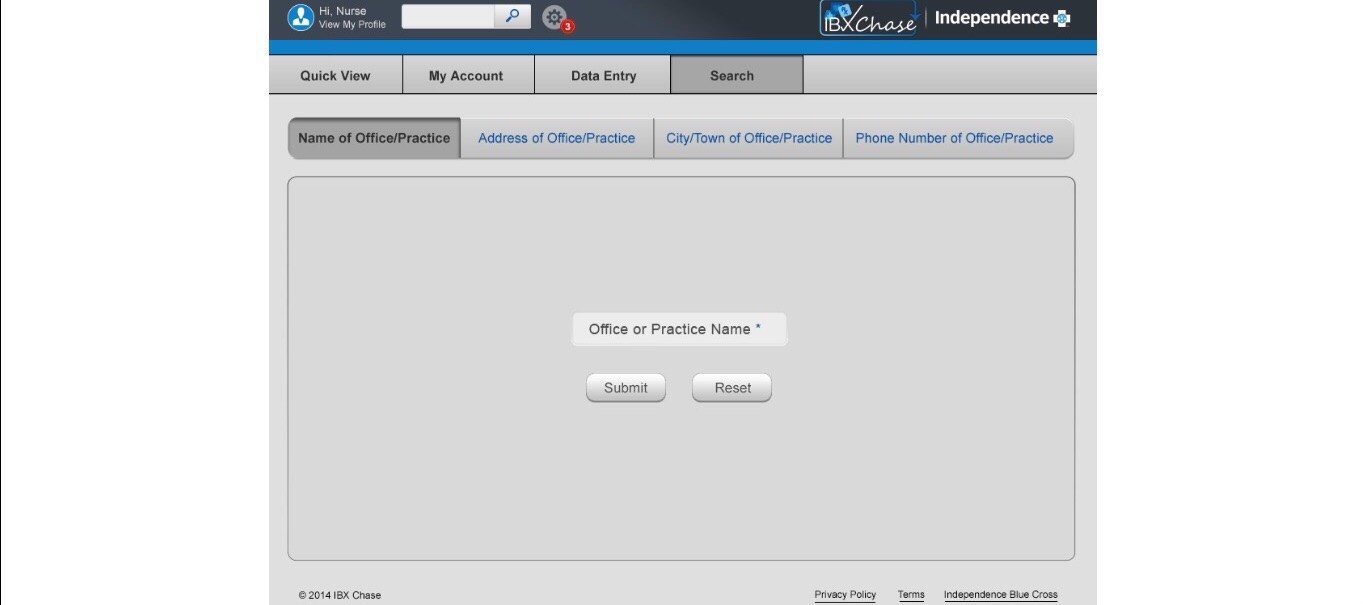 Hi, Nurse
View My Profile
3
IBXChase
Independence
Quick View
My Account
Data Entry
Search
Name of Office/Practice
Address of Office/Practice
City/Town of Office/Practice
Phone Number of Office/Practice
Office or Practice Name *
Submit
Reset
© 2014 IBX Chase
Privacy Policy
Terms
Independence Blue Cross